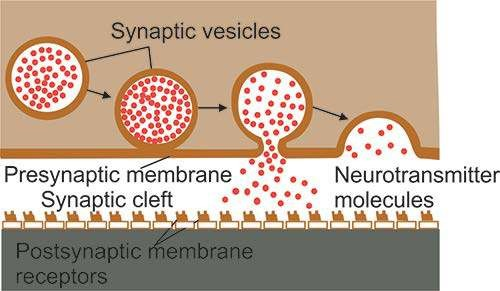 Synaptic vesicles
Presynaptic membrane
Synaptic cleft
Neurotransmitter
molecules
Postsynaptic membrane
receptors